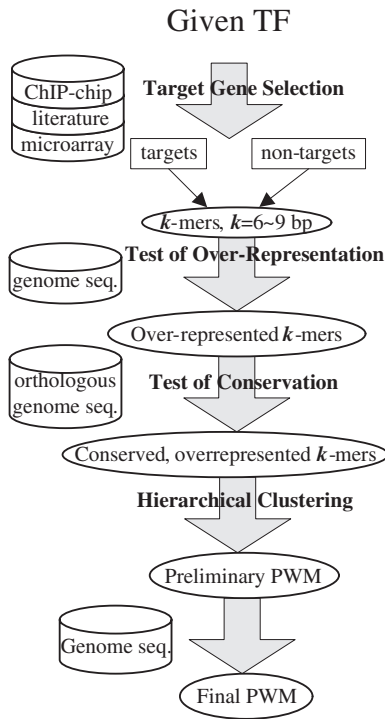 Given TF
ChIP-chip
literature
microarray
Target Gene Selection
targets
non-targets
k-mers, k=6~9 bp
Test of Over-Representation
genome seq.
Over-represented k-mers
orthologous
genome seq.
Test of Conservation
Conserved, overrepresented k-mers
Hierarchical Clustering
Preliminary PWM
Genome seq.
Final PWM